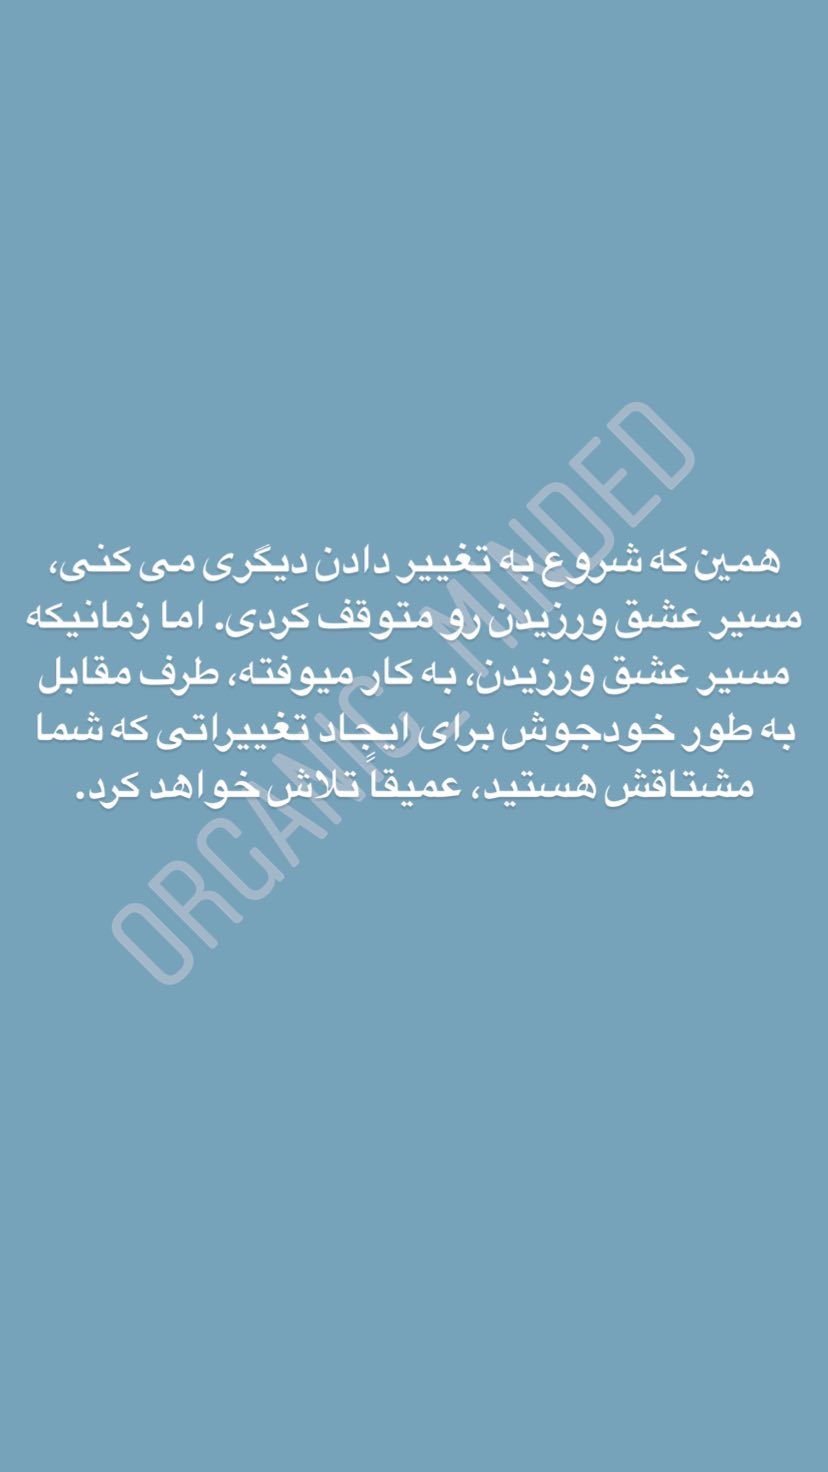 همین که شروع به تغییر دادن دیگری می کنی،
مسیر عشق ورزیدن رو متوقف کردی. اما زمانیکه
مسیر عشق ورزیدن، به کار میوفته، طرف مقابل
به طور خودجوش برای ایجاد تغییراتی که شما
مشتاقش هستید، عمیقاً تلاش خواهد کرد.
ORGANIC_MINDED